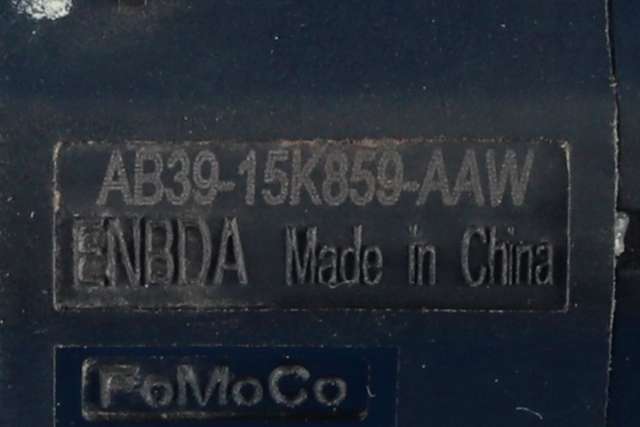 AB39-15K859-AAW
ENBDA Made in China
FoMoCo